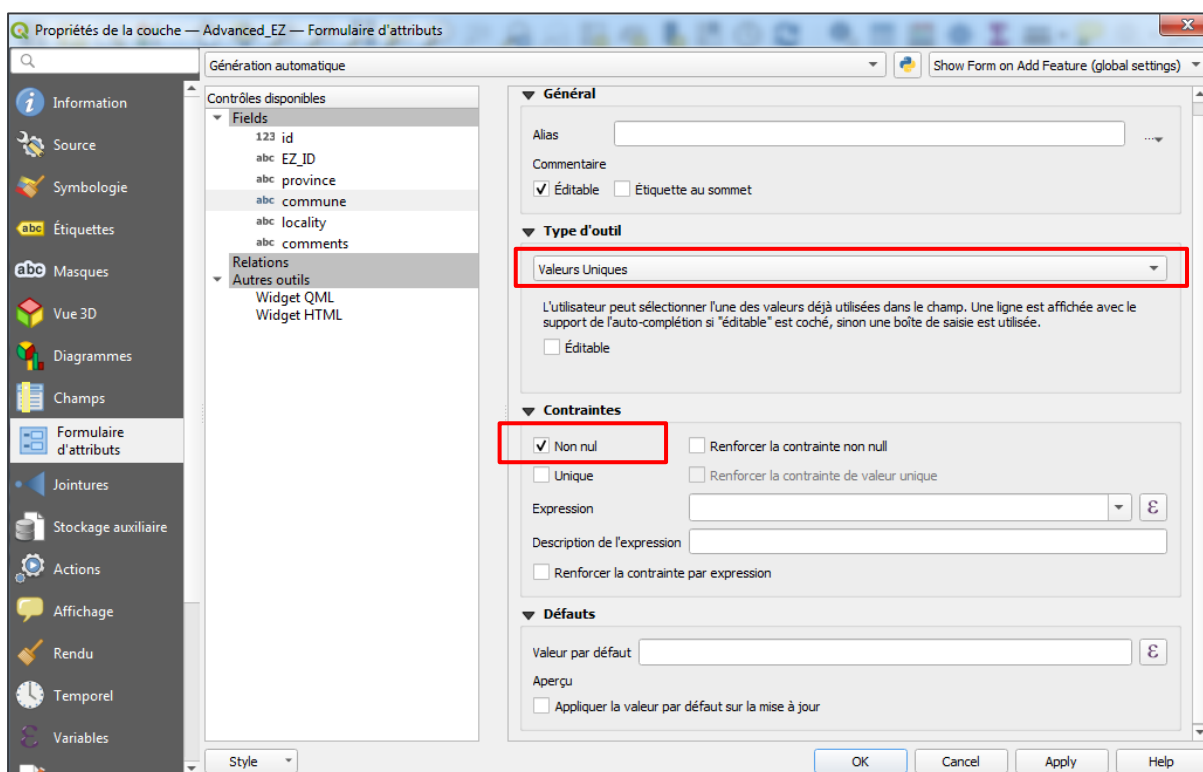 Propriétés de la couche — Advanced_EZ — Formulaire d'attributs
Génération automatique
Show Form on Add Feature (global settings)
Information
Source
Symbologie
abc Étiquettes
abc Masques
Vue 3D
Diagrammes
Champs
Formulaire
d'attributs
Jointures
Stockage auxiliaire
Actions
Affichage
Rendu
Temporel
Variables
Contrôles disponibles
Fields
123 id
abc EZ_ID
abc province
abc commune
abc locality
abc comments
Relations
Autres outils
Widget QML
Widget HTML
Général
Alias
Commentaire
Éditable Étiquette au sommet
Type d'outil
Valeurs Uniques
L'utilisateur peut sélectionner l'une des valeurs déjà utilisées dans le champ. Une ligne est affichée avec le
support de l'auto-complétion si "éditable" est coché, sinon une boîte de saisie est utilisée.
Éditable
Contraintes
Non nul Renforcer la contrainte non null
Unique Renforcer la contrainte de valeur unique
Expression ε
Description de l'expression
Renforcer la contrainte par expression
Défauts
Valeur par défaut ε
Aperçu
Appliquer la valeur par défaut sur la mise à jour
Style OK Cancel Apply Help